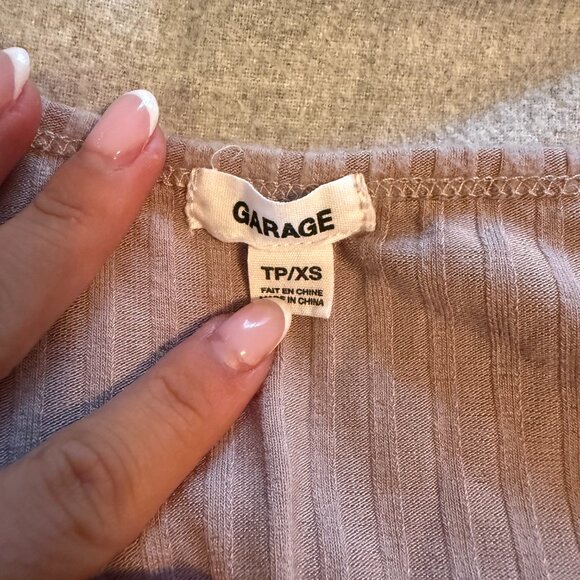 GARAGE
TP/XS
FAIT EN CHINE
MADE IN CHINA